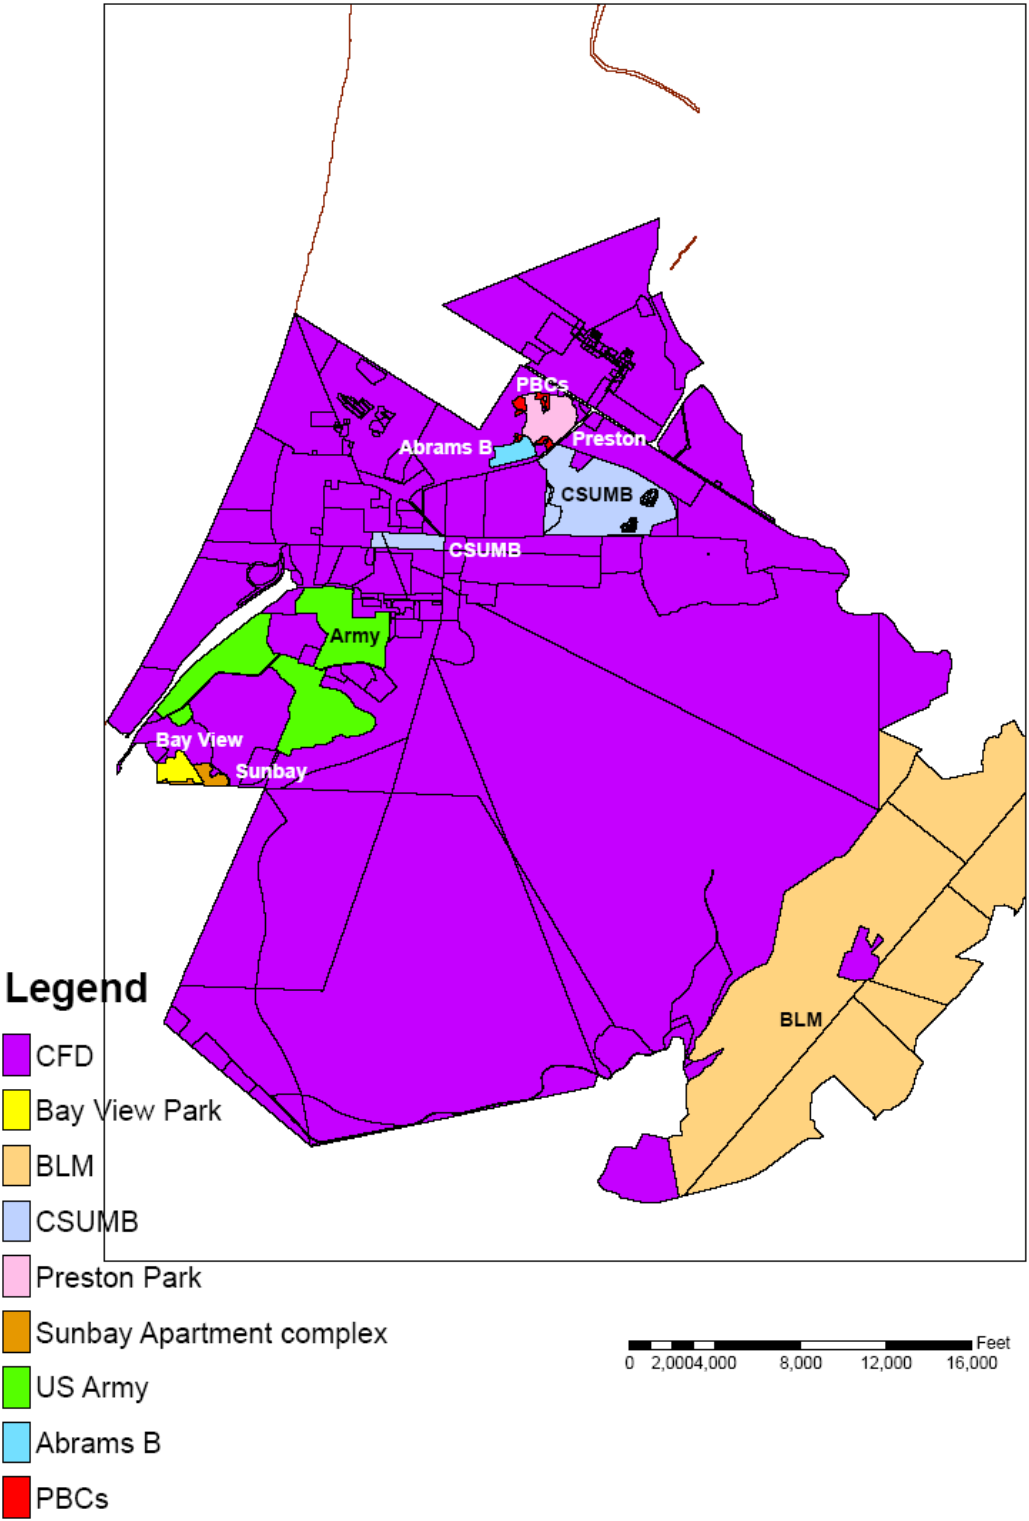 PBCs
Preston
Abrams B
CSUMB
CSUMB
Army
Bay View
Sunbay
BLM
Legend
CFD
Bay View Park
BLM
CSUMB
Preston Park
Sunbay Apartment complex
US Army
Abrams B
PBCs
Feet
0 2,0004,000 8,000 12,000 16,000